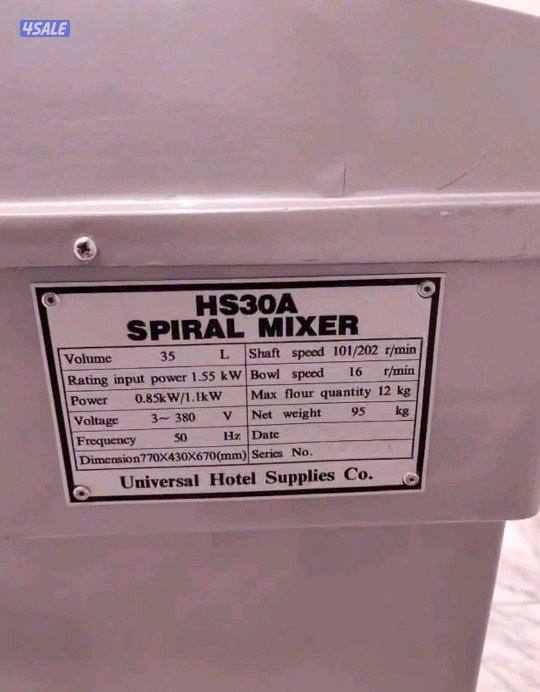 4SALE
HS30A
SPIRAL MIXER
Volume 35 L Shaft speed 101/202 r/min
Rating input power 1.55 kW Bowl speed 16 r/min
Power 0.85kW/1.1kW Max flour quantity 12 kg
Voltage 3~ 380 V Net weight 95 kg
Frequency 50 Hz Date
Dimension770X430X670(mm) Series No.
Universal Hotel Supplies Co.